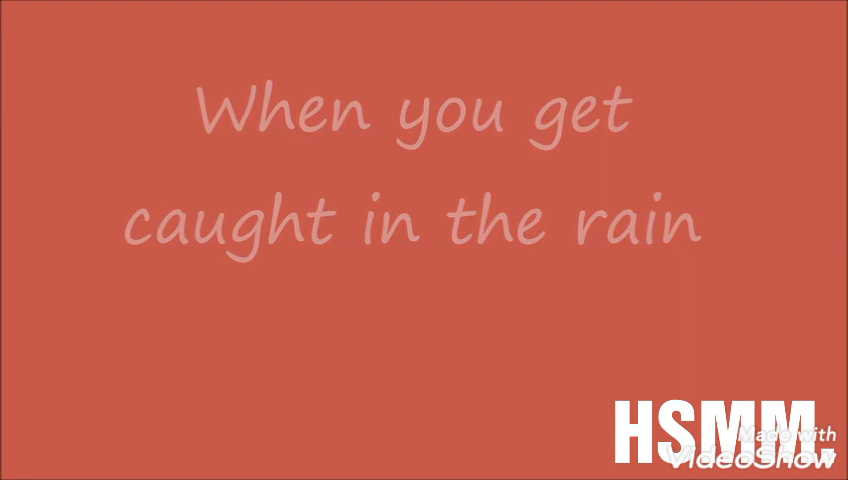 When you get
caught in the rain
HSMM.
Made with
VideoShow